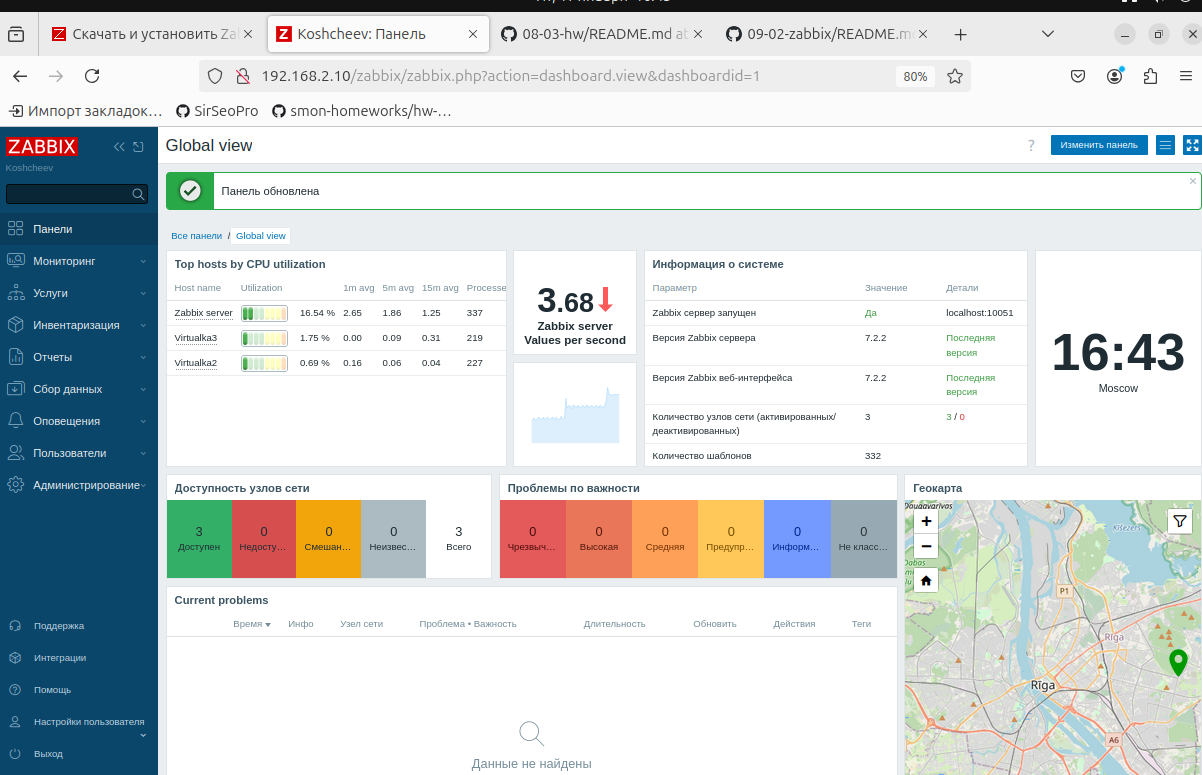 Скачать и установить Za
Koshcheev: Панель
08-03-hw/README.md at
09-02-zabbix/README.m
192.168.2.10/zabbix/zabbix.php?action=dashboard.view&dashboardid=1
80%
Импорт закладок…
SirSeoPro
smon-homeworks/hw-…
ZABBIX
Koshcheev
Панели
Мониторинг
Услуги
Инвентаризация
Отчеты
Сбор данных
Оповещения
Пользователи
Администрирование
Поддержка
Интеграции
Помощь
Настройки пользователя
Выход
Global view
?
Изменить панель
Панель обновлена
Все панели / Global view
Top hosts by CPU utilization
Host name Utilization 1m avg 5m avg 15m avg Processe
Zabbix server 16.54 % 2.65 1.86 1.25 337
Virtualka3 1.75 % 0.00 0.09 0.31 219
Virtualka2 0.69 % 0.16 0.06 0.04 227
3.68
Zabbix server
Values per second
Информация о системе
Параметр Значение Детали
Zabbix сервер запущен Да localhost:10051
Версия Zabbix сервера 7.2.2 Последняя
версия
Версия Zabbix веб-интерфейса 7.2.2 Последняя
версия
Количество узлов сети (активированных/
деактивированных) 3 3 / 0
Количество шаблонов 332
16:43
Moscow
Доступность узлов сети
3 0 0 0 3
Доступен Недосту… Смешан… Неизвес… Всего
Проблемы по важности
0 0 0 0 0 0
Чрезвыч… Высокая Средняя Предупр… Информ… Не класс…
Геокарта
Daugavrivas
+
−
Ķīšezers
P1
Rīga
Rīga
A6
Current problems
Время Инфо Узел сети Проблема • Важность Длительность Обновить Действия Теги
Данные не найдены